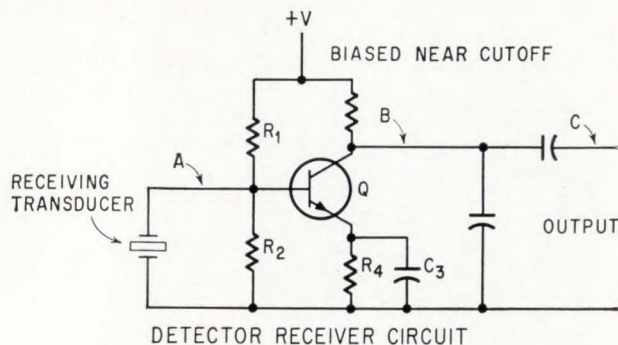 +V
BIASED NEAR CUTOFF
R1
B
C
A
RECEIVING
TRANSDUCER
Q
R2
R4
C3
OUTPUT
DETECTOR RECEIVER CIRCUIT